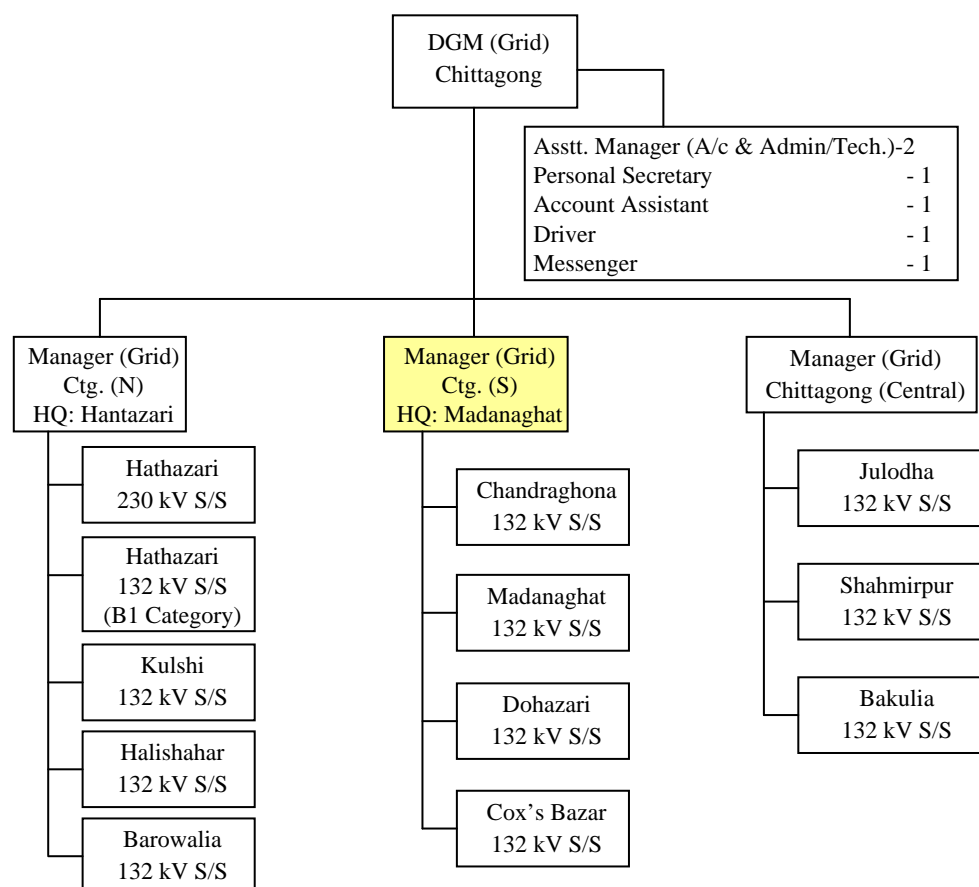 DGM (Grid)
Chittagong
Asstt. Manager (A/c & Admin/Tech.)-2
Personal Secretary - 1
Account Assistant - 1
Driver - 1
Messenger - 1
Manager (Grid)
Ctg. (N)
HQ: Hantazari
Hathazari
230 kV S/S
Hathazari
132 kV S/S
(B1 Category)
Kulshi
132 kV S/S
Halishahar
132 kV S/S
Barowalia
132 kV S/S
Manager (Grid)
Ctg. (S)
HQ: Madanaghat
Chandraghona
132 kV S/S
Madanaghat
132 kV S/S
Dohazari
132 kV S/S
Cox’s Bazar
132 kV S/S
Manager (Grid)
Chittagong (Central)
Julodha
132 kV S/S
Shahmirpur
132 kV S/S
Bakulia
132 kV S/S